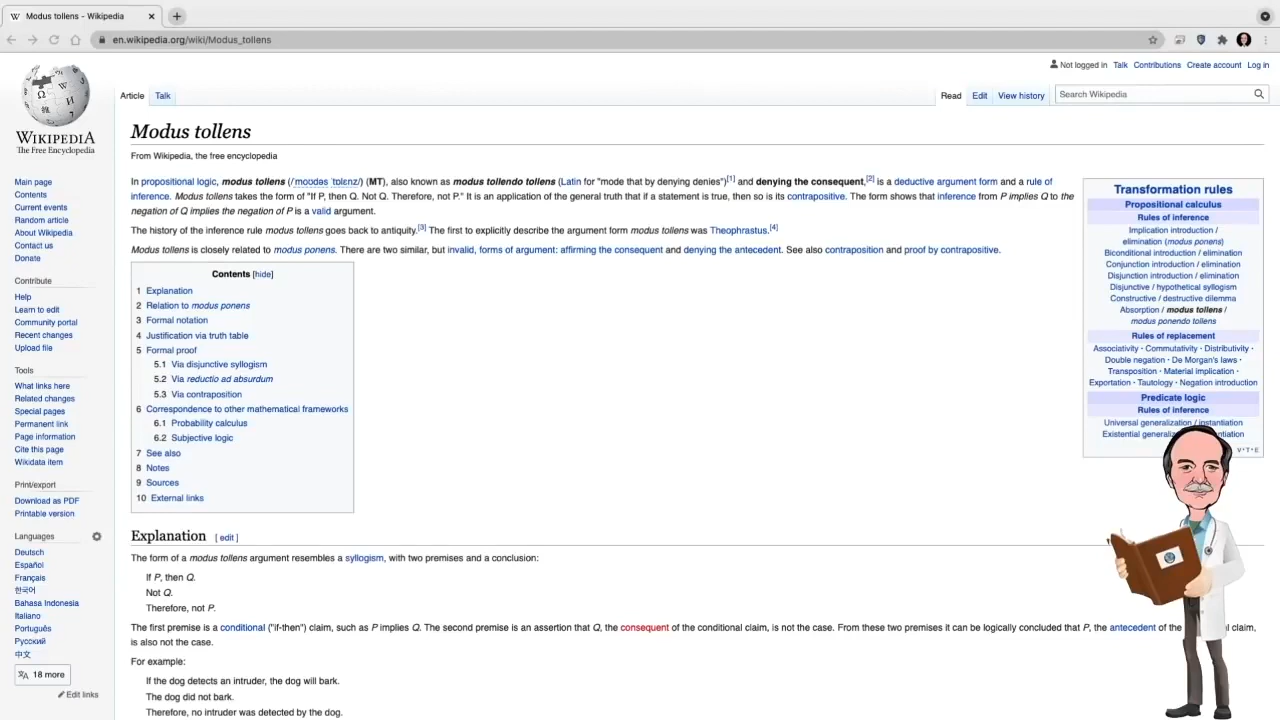 Modus tollens - Wikipedia
en.wikipedia.org/wiki/Modus_tollens
Not logged in Talk Contributions Create account Log in
Article Talk Read Edit View history Search Wikipedia
WIKIPEDIA
The Free Encyclopedia
Main page
Contents
Current events
Random article
About Wikipedia
Contact us
Donate
Contribute
Help
Learn to edit
Community portal
Recent changes
Upload file
Tools
What links here
Related changes
Special pages
Permanent link
Page information
Cite this page
Wikidata item
Print/export
Download as PDF
Printable version
Languages
Deutsch
Español
Français
한국어
Bahasa Indonesia
Italiano
Português
Русский
中文
18 more
Edit links
Modus tollens
From Wikipedia, the free encyclopedia
In propositional logic, modus tollens (/ˈmoʊdəs ˈtɒlɛnz/) (MT), also known as modus tollendo tollens (Latin for "mode that by denying denies")[1] and denying the consequent,[2] is a deductive argument form and a rule of
inference. Modus tollens takes the form of "If P, then Q. Not Q. Therefore, not P." It is an application of the general truth that if a statement is true, then so is its contrapositive. The form shows that inference from P implies Q to the
negation of Q implies the negation of P is a valid argument.
The history of the inference rule modus tollens goes back to antiquity.[3] The first to explicitly describe the argument form modus tollens was Theophrastus.[4]
Modus tollens is closely related to modus ponens. There are two similar, but invalid, forms of argument: affirming the consequent and denying the antecedent. See also contraposition and proof by contrapositive.
Contents [hide]
1 Explanation
2 Relation to modus ponens
3 Formal notation
4 Justification via truth table
5 Formal proof
5.1 Via disjunctive syllogism
5.2 Via reductio ad absurdum
5.3 Via contraposition
6 Correspondence to other mathematical frameworks
6.1 Probability calculus
6.2 Subjective logic
7 See also
8 Notes
9 Sources
10 External links
Transformation rules
Propositional calculus
Rules of inference
Implication introduction /
elimination (modus ponens)
Biconditional introduction / elimination
Conjunction introduction / elimination
Disjunction introduction / elimination
Disjunctive / hypothetical syllogism
Constructive / destructive dilemma
Absorption / modus tollens /
modus ponendo tollens
Rules of replacement
Associativity · Commutativity · Distributivity ·
Double negation · De Morgan's laws ·
Transposition · Material implication ·
Exportation · Tautology · Negation introduction
Predicate logic
Rules of inference
Universal generalization / instantiation
Existential
V·T·E
Explanation [ edit ]
The form of a modus tollens argument resembles a syllogism, with two premises and a conclusion:
If P, then Q.
Not Q.
Therefore, not P.
The first premise is a conditional ("if-then") claim, such as P implies Q. The second premise is an assertion that Q, the consequent of the conditional claim, is not the case. From these two premises it can be logically concluded that P, the antecedent of the claim,
is also not the case.
For example:
If the dog detects an intruder, the dog will bark.
The dog did not bark.
Therefore, no intruder was detected by the dog.